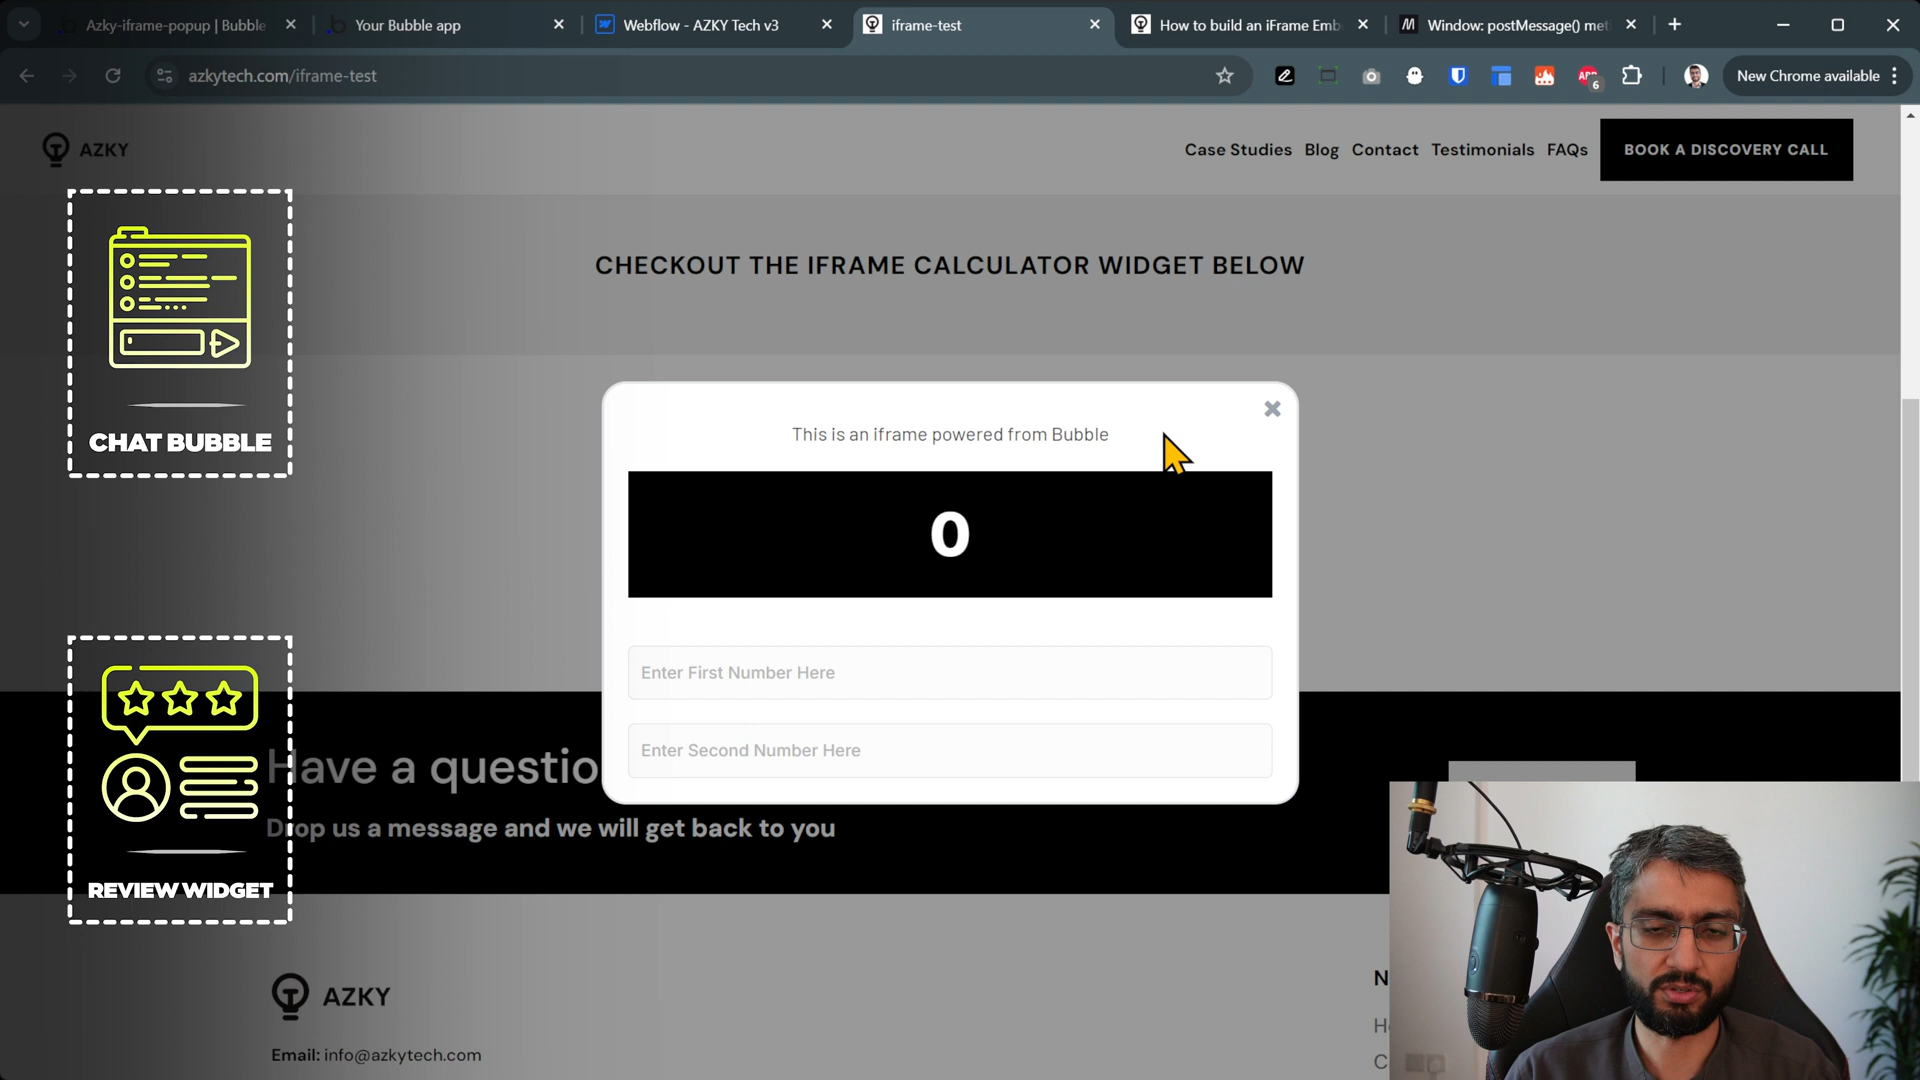 Azky-iframe-popup | Bubble
Your Bubble app
Webflow - AZKY Tech v3
iframe-test
How to build an iFrame Emb
Window: postMessage() met
azkytech.com/iframe-test
ABP
6
New Chrome available
AZKY
Case Studies
Blog
Contact
Testimonials
FAQs
BOOK A DISCOVERY CALL
CHECKOUT THE IFRAME CALCULATOR WIDGET BELOW
CHAT BUBBLE
This is an iframe powered from Bubble
0
Enter First Number Here
Enter Second Number Here
Have a questio
Drop us a message and we will get back to you
REVIEW WIDGET
AZKY
Email: info@azkytech.com
N
H
C